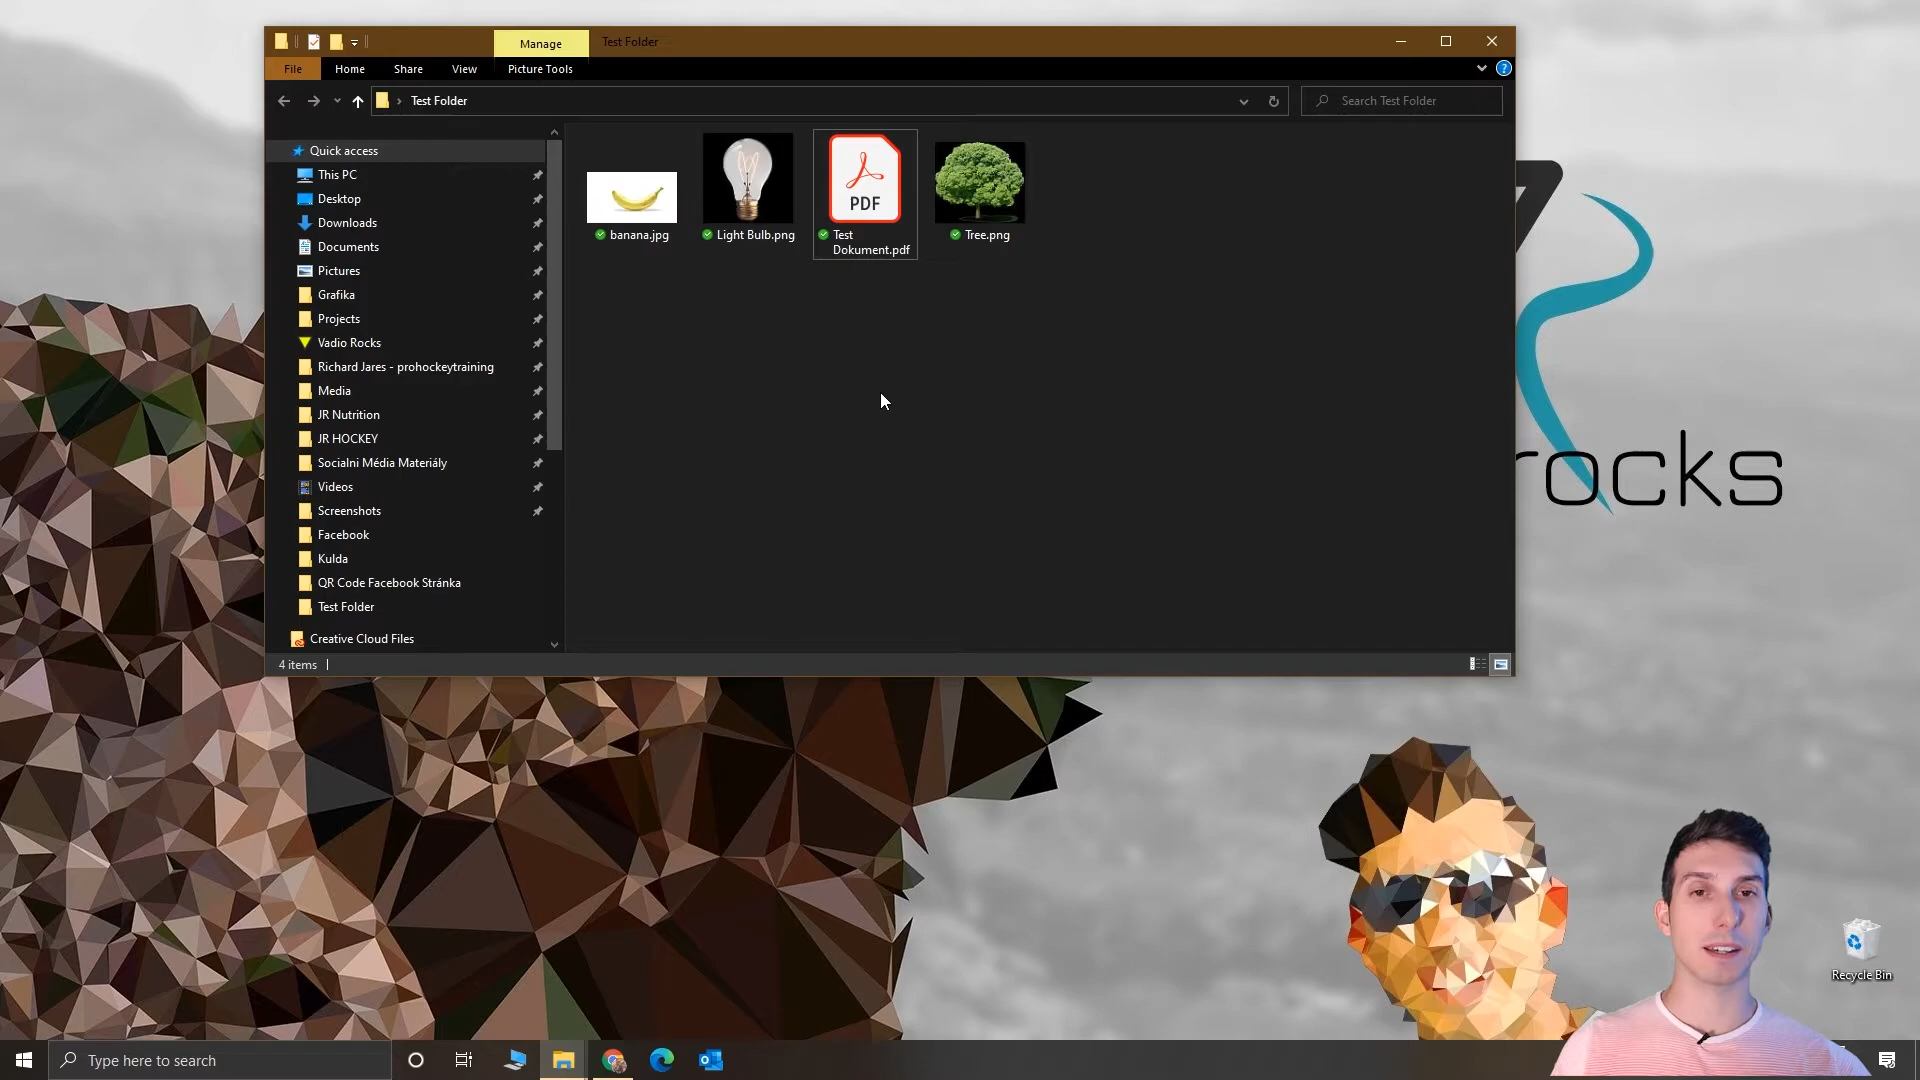 Manage
Test Folder
File
Home
Share
View
Picture Tools
Test Folder
Search Test Folder
Quick access
This PC
Desktop
Downloads
Documents
Pictures
Grafika
Projects
Vadio Rocks
Richard Jares - prohockeytraining
Media
JR Nutrition
JR HOCKEY
Socialni Média Materiály
Videos
Screenshots
Facebook
Kulda
QR Code Facebook Stránka
Test Folder
Creative Cloud Files
banana.jpg
Light Bulb.png
PDF
Test
Dokument.pdf
Tree.png
4 items
rocks
Recycle Bin
Type here to search